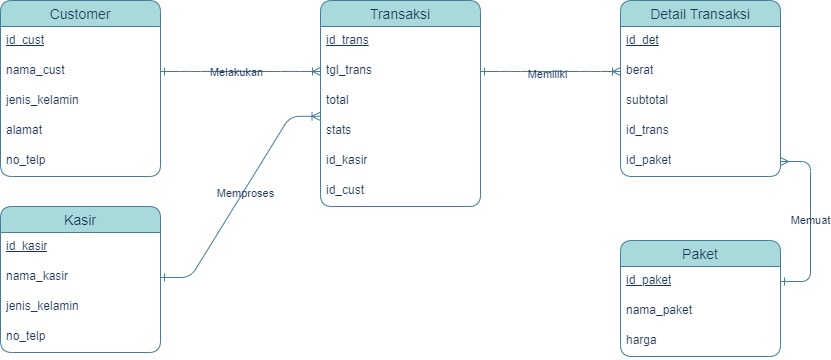 Customer
id_cust
nama_cust
jenis_kelamin
alamat
no_telp
Melakukan
Transaksi
id_trans
tgl_trans
total
stats
id_kasir
id_cust
Memiliki
Detail Transaksi
id_det
berat
subtotal
id_trans
id_paket
Memproses
Memuat
Kasir
id_kasir
nama_kasir
jenis_kelamin
no_telp
Paket
id_paket
nama_paket
harga